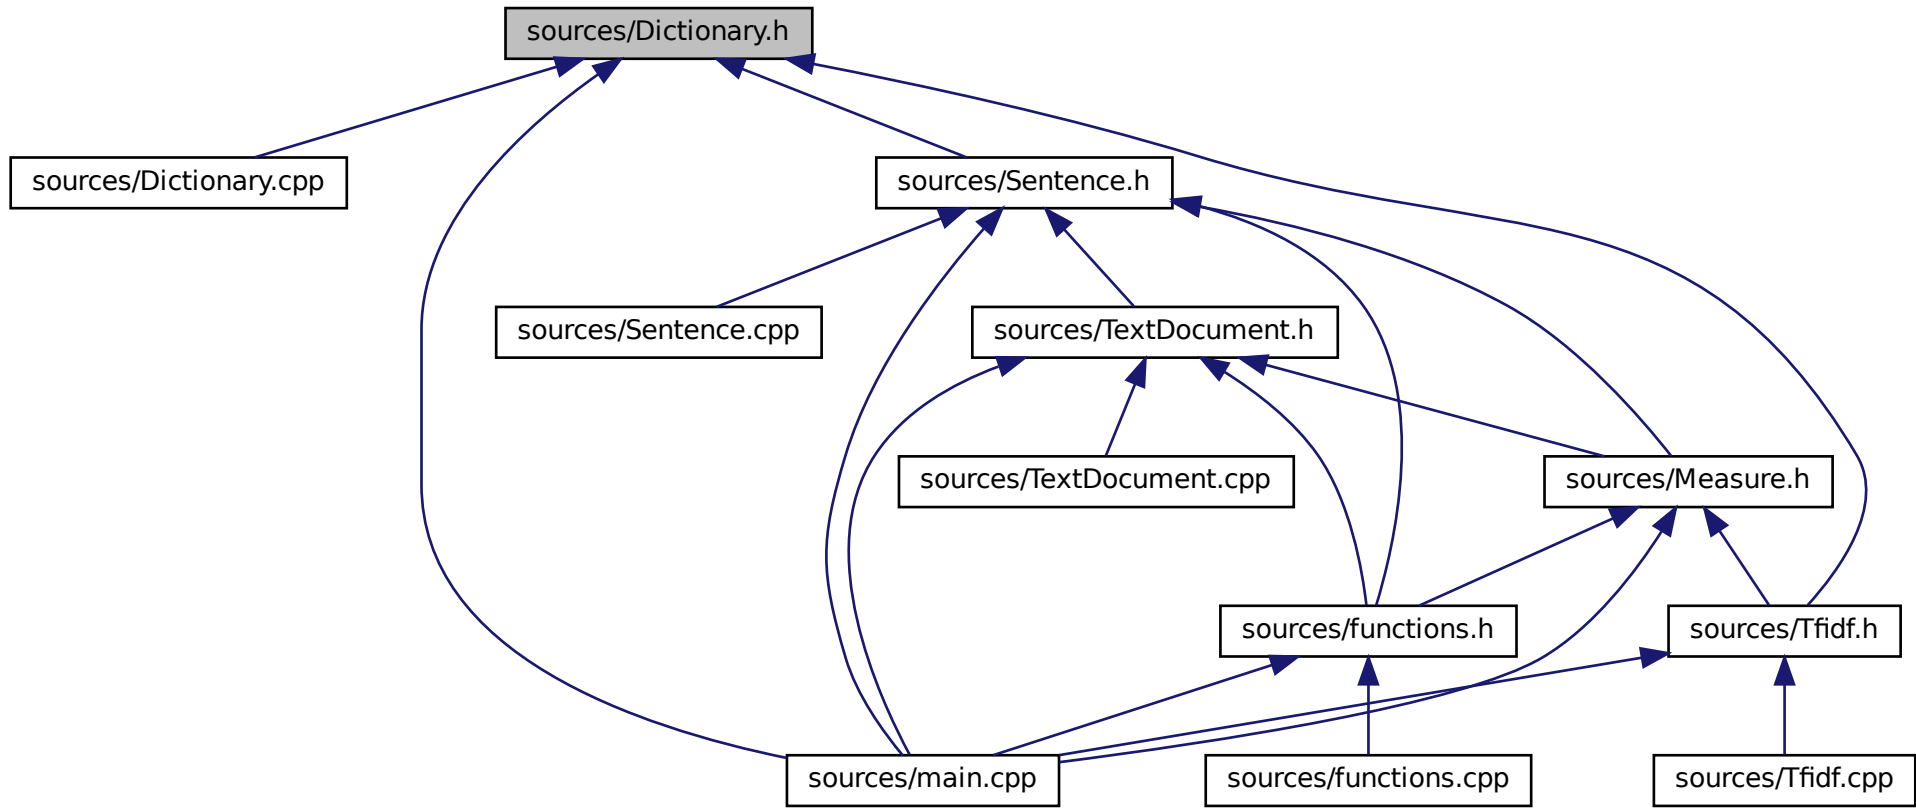 sources/Dictionary.h
sources/Dictionary.cpp
sources/Sentence.h
sources/Sentence.cpp
sources/TextDocument.h
sources/TextDocument.cpp
sources/Measure.h
sources/functions.h
sources/Tfidf.h
sources/main.cpp
sources/functions.cpp
sources/Tfidf.cpp